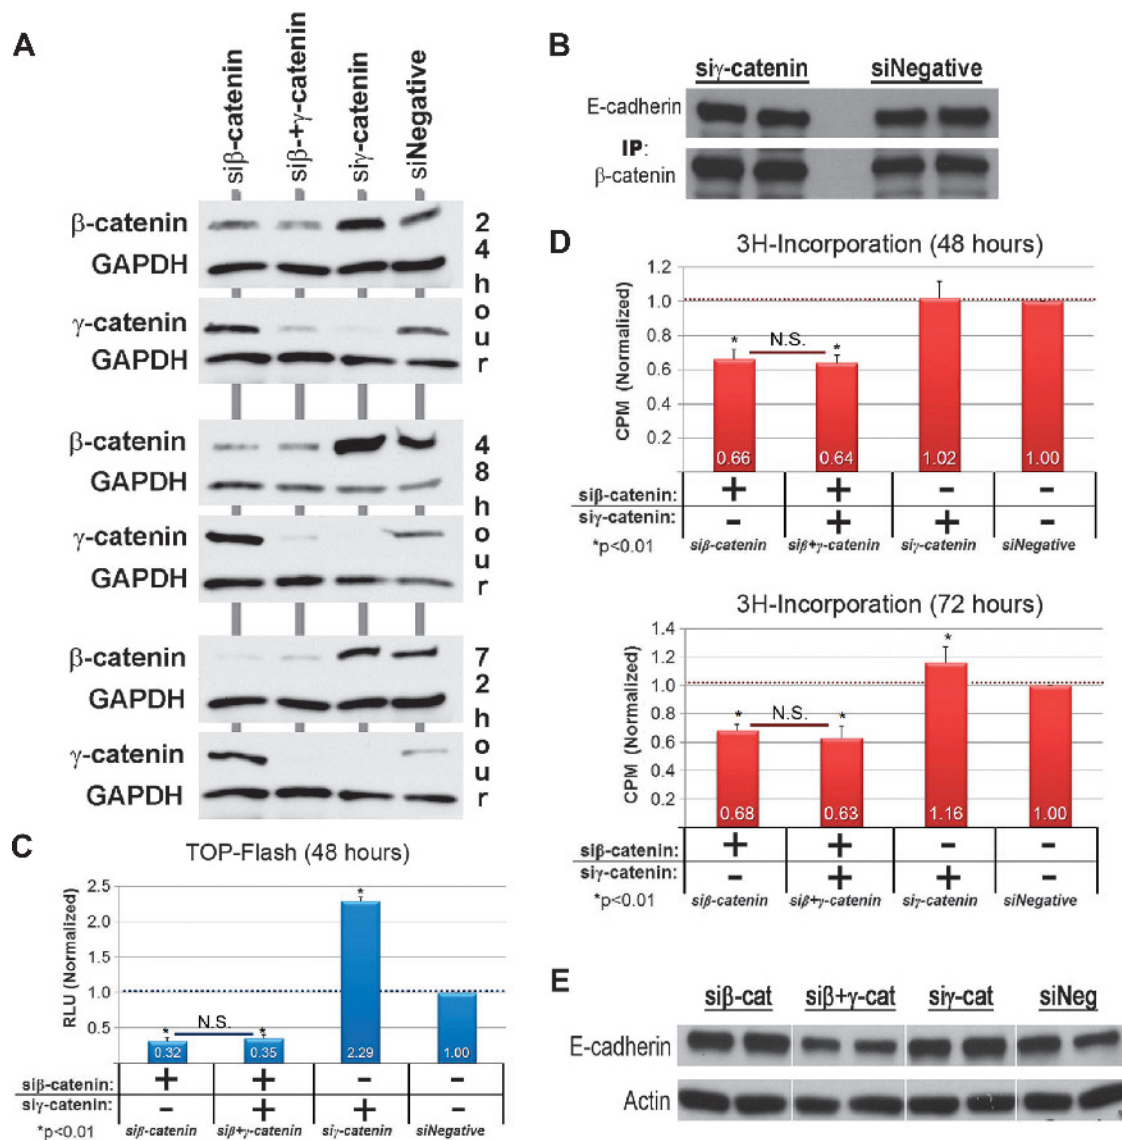 A
siβ-catenin
siβ-+γ-catenin
siγ-catenin
siNegative
β-catenin
GAPDH
γ-catenin
GAPDH
24hour
β-catenin
GAPDH
γ-catenin
GAPDH
48hour
β-catenin
GAPDH
γ-catenin
GAPDH
72hour
B
siγ-catenin siNegative
E-cadherin
IP:
β-catenin
C
TOP-Flash (48 hours)
RLU (Normalized)
2.5
2.0
1.5
1.0
0.5
* N.S. * *
0.32 0.35 2.29 1.00
siβ-catenin: + + - -
siγ-catenin: - + + -
*p<0.01 siβ-catenin siβ+γ-catenin siγ-catenin siNegative
D
3H-Incorporation (48 hours)
CPM (Normalized)
1.2
1.0
0.8
0.6
0.4
0.2
* N.S. *
0.66 0.64 1.02 1.00
siβ-catenin: + + - -
siγ-catenin: - + + -
*p<0.01 siβ-catenin siβ+γ-catenin siγ-catenin siNegative
3H-Incorporation (72 hours)
CPM (Normalized)
1.4
1.2
1.0
0.8
0.6
0.4
0.2
* N.S. * *
0.68 0.63 1.16 1.00
siβ-catenin: + + - -
siγ-catenin: - + + -
*p<0.01 siβ-catenin siβ+γ-catenin siγ-catenin siNegative
E
siβ-cat siβ+γ-cat siγ-cat siNeg
E-cadherin
Actin